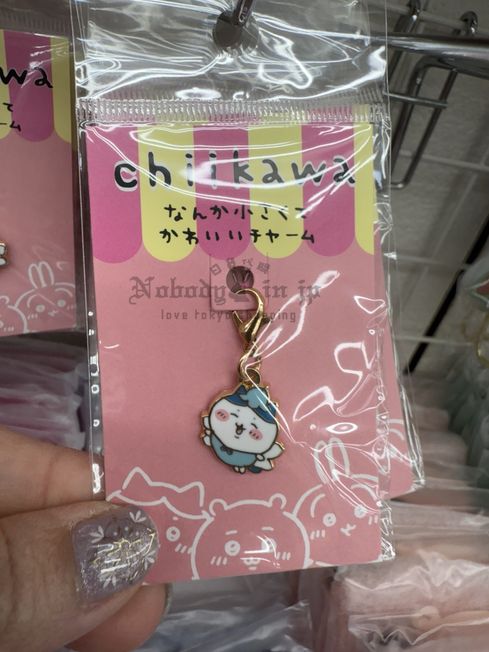 chiikawa
なんか小さくて
かわいいチャーム
Nobody in jp
love tokyo shopping